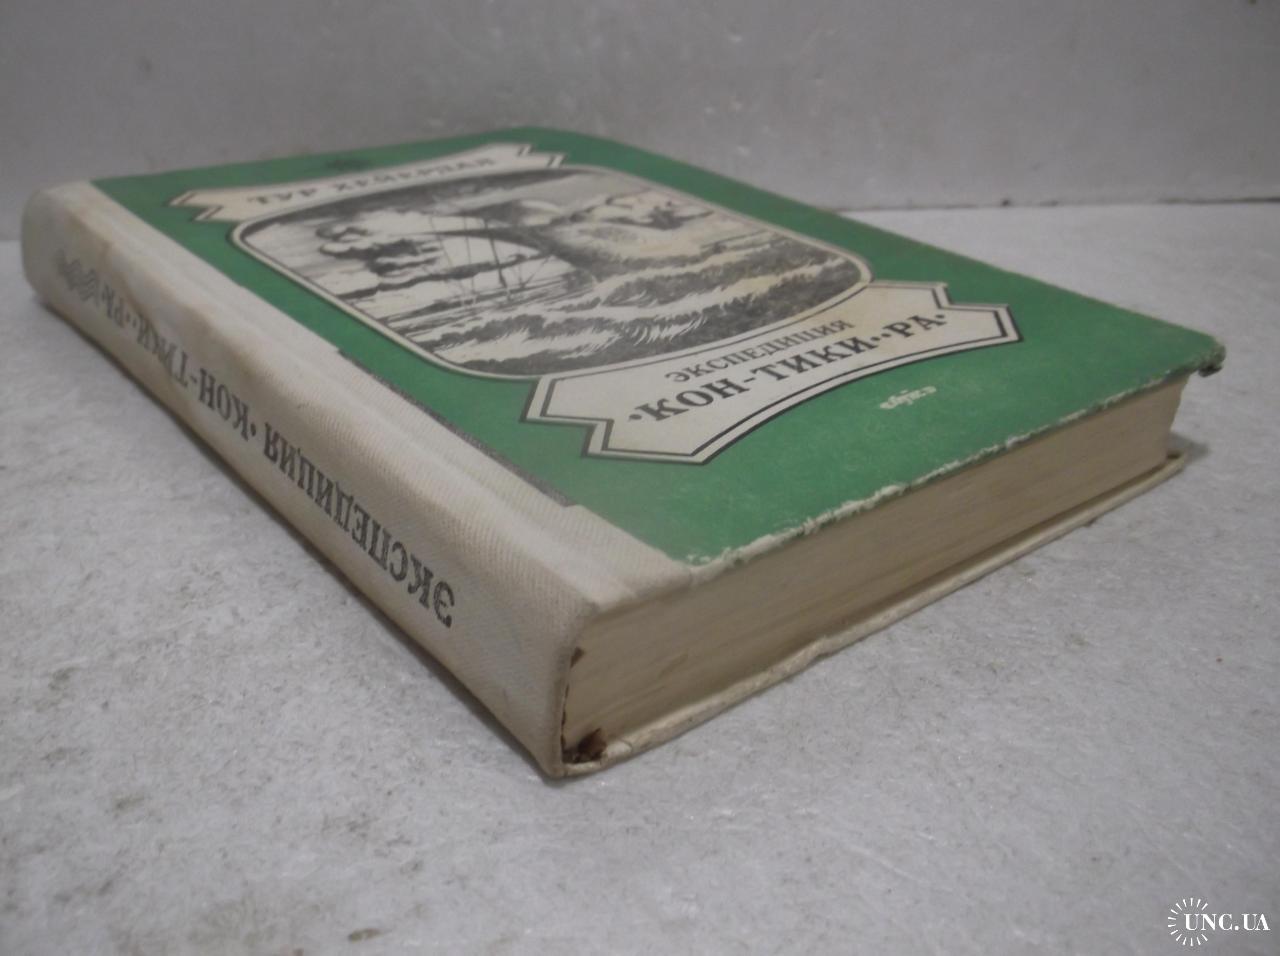 ТУР ХЕЙЕРДАЛ
ЭКСПЕДИЦИЯ
"КОН-ТИКИ" "РА"
ЭКСПЕДИЦИЯ "КОН-ТИКИ" "РА"
UNC.UA